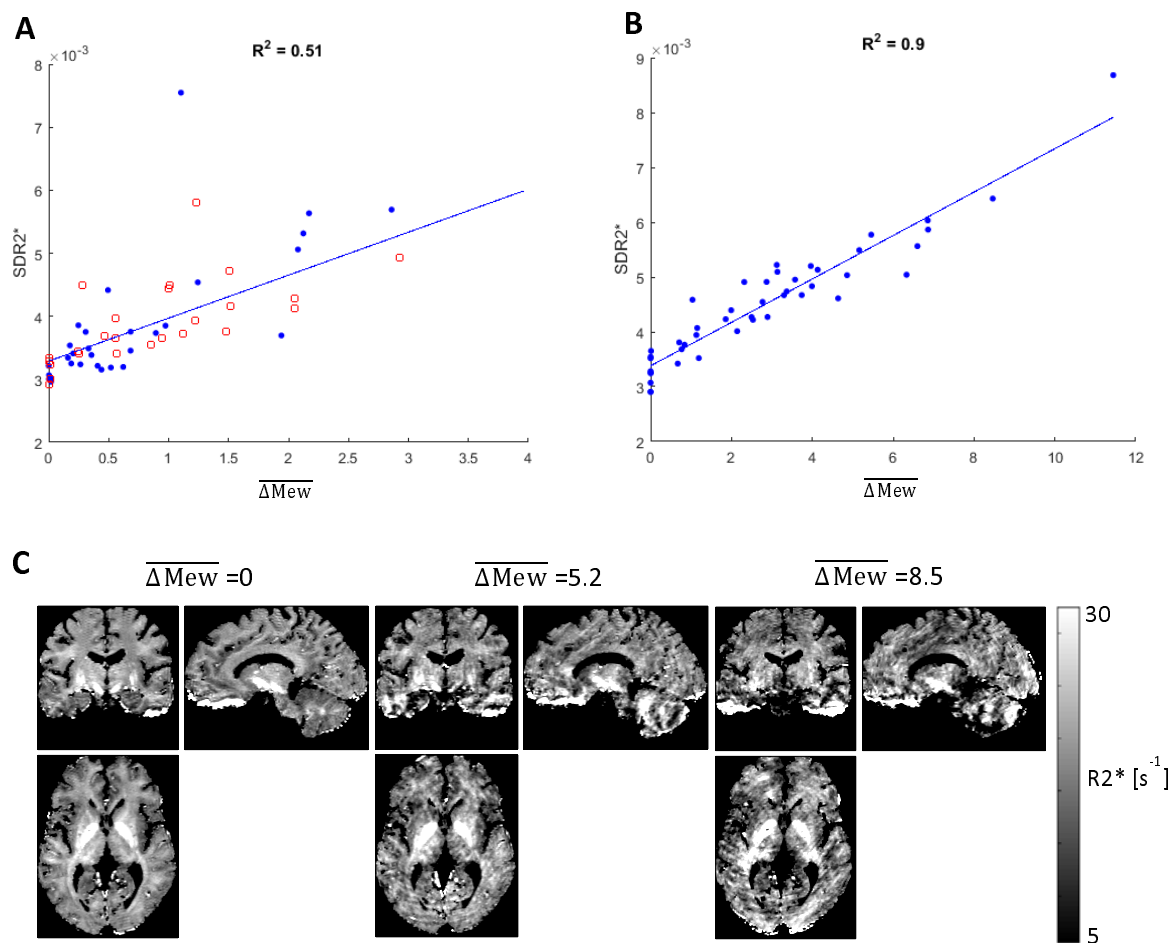 A
×10⁻³
R² = 0.51
8
7
6
5
4
3
2
SDR2*
0 0.5 1 1.5 2 2.5 3 3.5 4
ΔMew
B
×10⁻³
R² = 0.9
9
8
7
6
5
4
3
2
SDR2*
0 2 4 6 8 10 12
ΔMew
C
ΔMew =0
ΔMew =5.2
ΔMew =8.5
30
R2* [s⁻¹]
5